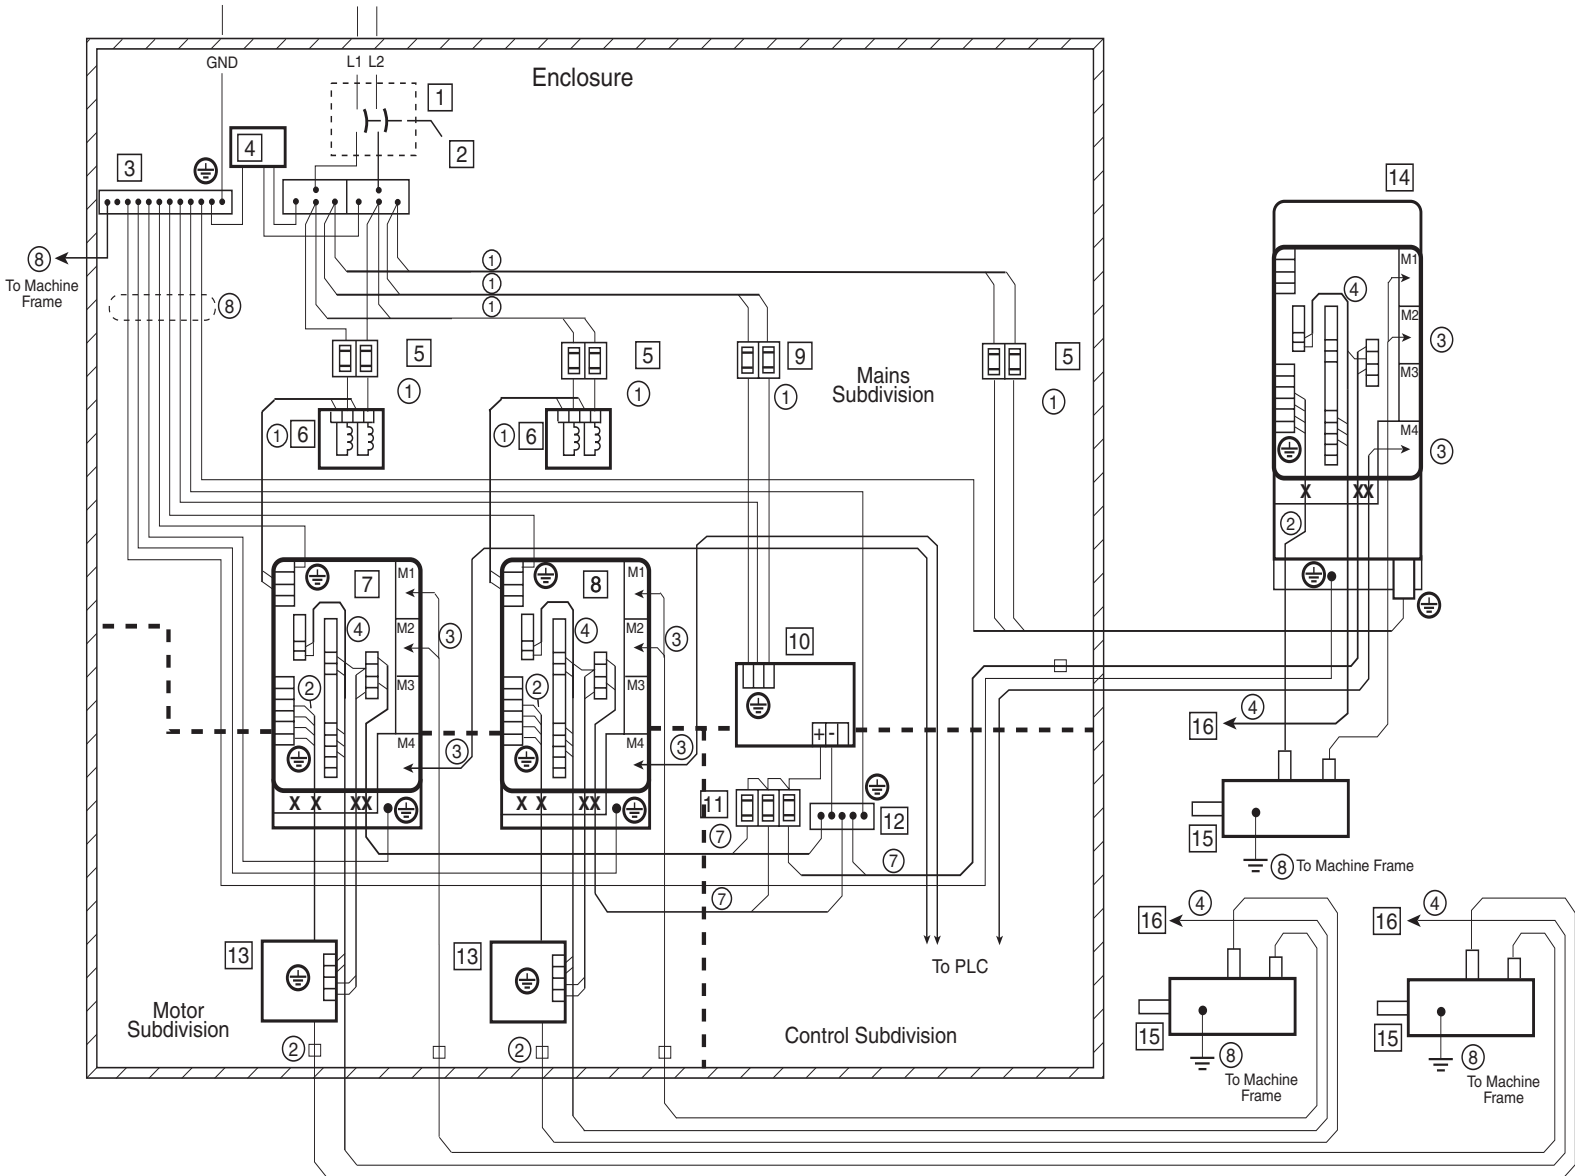 GND
L1 L2
Enclosure
1
2
3
4
14
8
To Machine
Frame
8
1
1
1
5
5
9
5
1
1
1
1
Mains
Subdivision
1
6
1
6
M1
4
M2
3
M3
M4
3
X
XX
2
7
M1
8
M1
4
M2
3
4
M2
3
10
2
M3
2
M3
M4
3
M4
3
+ -
16
4
X X XX
X X XX
11
12
7
7
7
15
8
To Machine Frame
13
13
To PLC
16
4
16
4
Motor
Subdivision
Control Subdivision
2
2
15
8
To Machine
Frame
15
8
To Machine
Frame